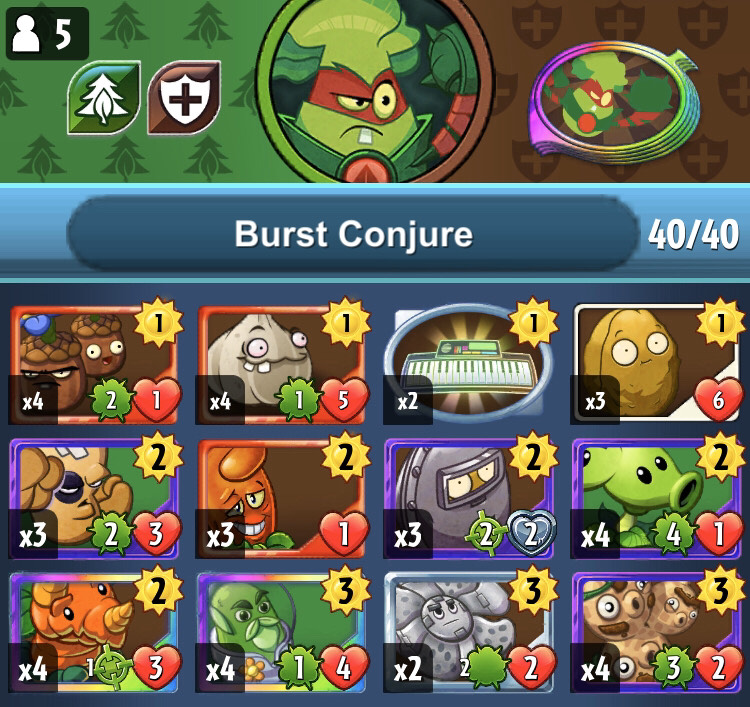 5
Burst Conjure 40/40
1 1 1 1
x4 2 1 x4 1 5 x2 x3 6
2 2 2 2
x3 2 3 x3 1 x3 2 2 x4 4 1
2 3 3 3
x4 1 3 x4 1 4 x2 2 2 x4 3 2